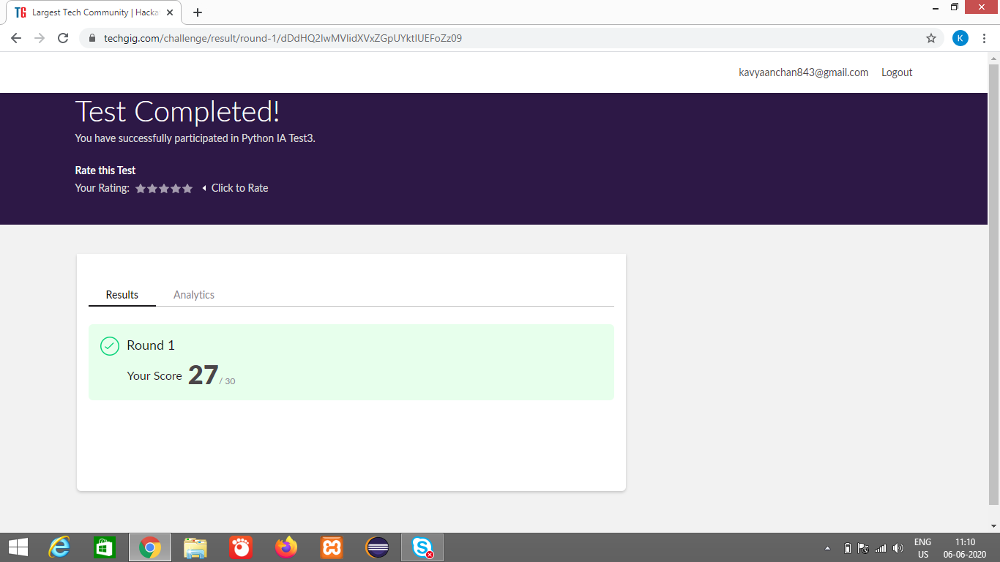 TG Largest Tech Community | Hacka
techgig.com/challenge/result/round-1/dDdHQ2IwMVlidXVxZGpUYktlUEFoZz09
K
kavyaanchan843@gmail.com Logout
Test Completed!
You have successfully participated in Python IA Test3.
Rate this Test
Your Rating: Click to Rate
Results Analytics
Round 1
Your Score 27 / 30
ENG 11:10
US 06-06-2020